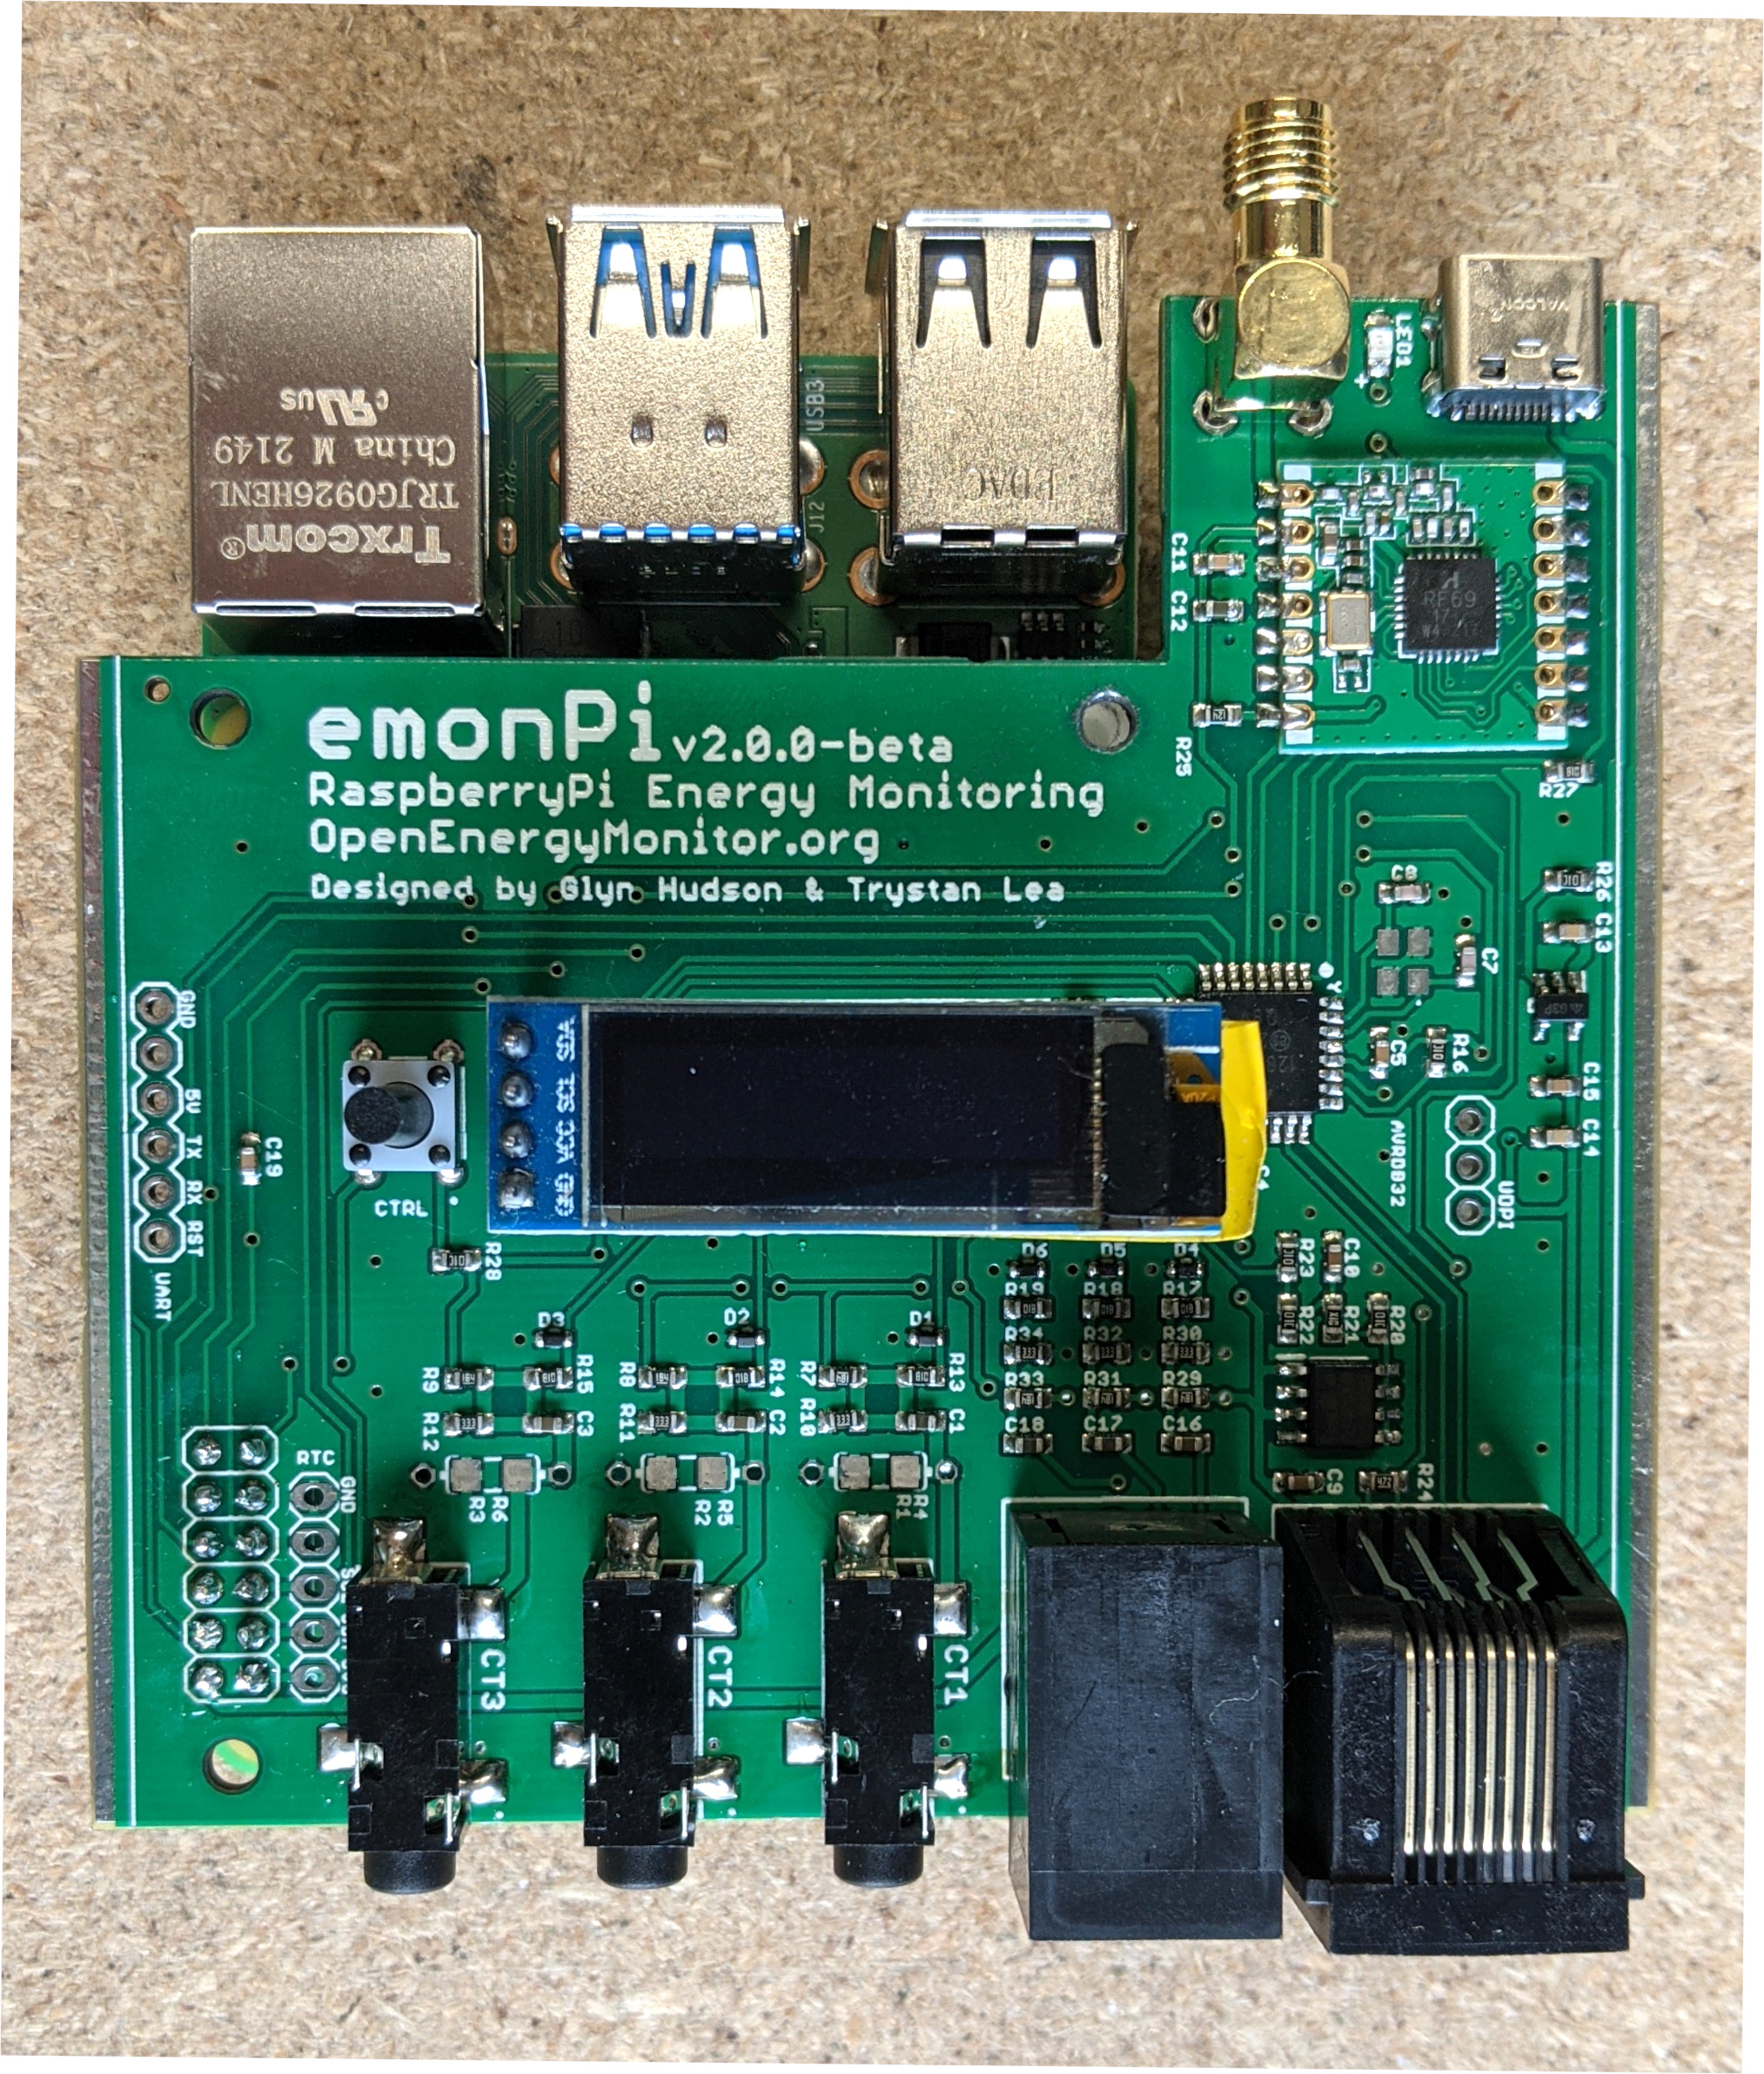 c RU us
China M 2149
TRJG0926HENL
Trxcom®
USB3
J12
LED1
+
C11
C12
RF69
R25
R27
emonPi v2.0.0-beta
RaspberryPi Energy Monitoring
OpenEnergyMonitor.org
Designed by Glyn Hudson & Trystan Lea
C8
R26
C13
C7
GND
5V
TX
RX
RST
UART
C19
CTRL
GND VCC SCL SDA
C5
R16
C15
C14
AVRDB32
UDPI
C4
R28
D6 D5 D4
R23
C10
R19 R18 R17
R22
R21
R20
R34 R32 R30
R33 R31 R29
C18 C17 C16
D3
D2
D1
R9
R15
R8
R14
R7
R13
R12
C3
R11
C2
R10
C1
R3
R6
R2
R5
R1
R4
C9
R24
RTC
GND
CT3
CT2
CT1